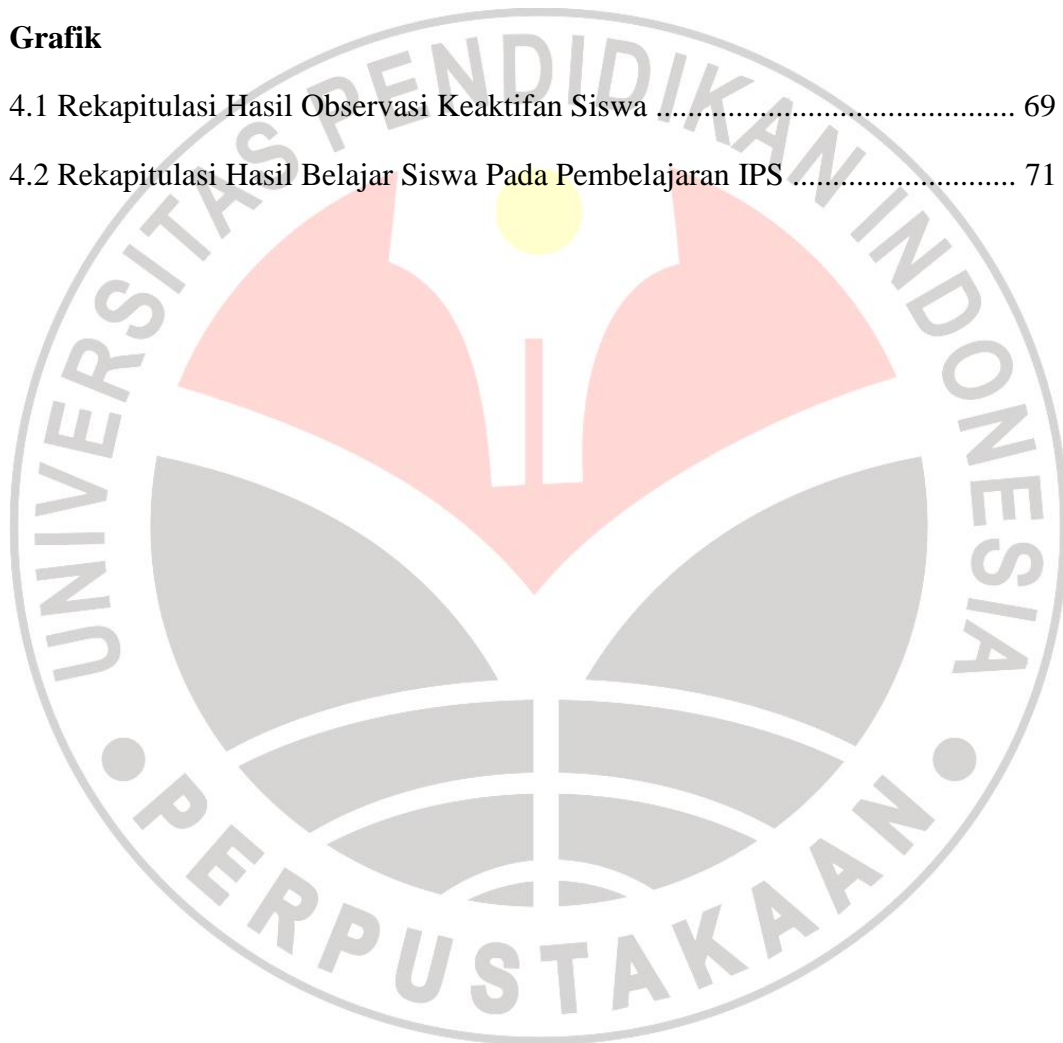 Grafik
4.1 Rekapitulasi Hasil Observasi Keaktifan Siswa ......................................... 69
4.2 Rekapitulasi Hasil Belajar Siswa Pada Pembelajaran IPS ......................... 71
UNIVERSITAS PENDIDIKAN INDONESIA
PERPUSTAKAAN